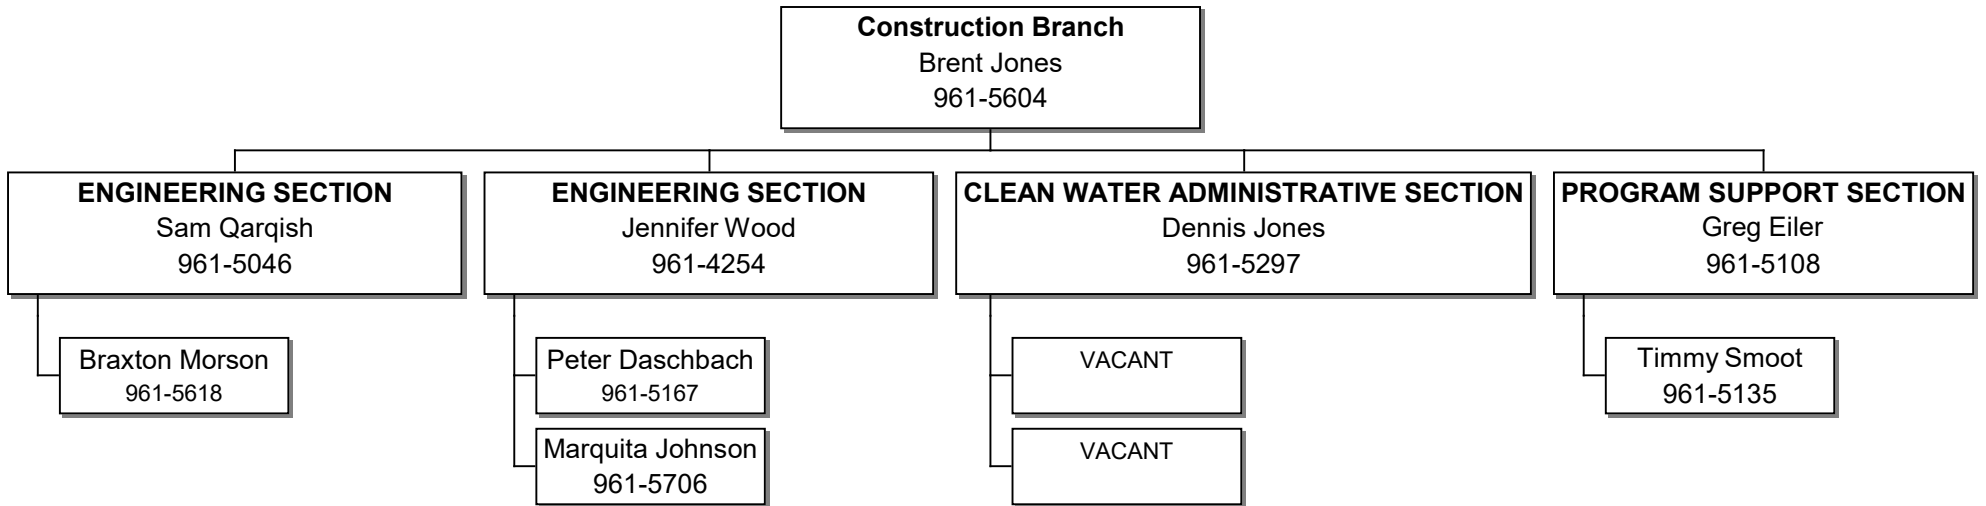 Construction Branch
Brent Jones
961-5604
ENGINEERING SECTION
Sam Qarqish
961-5046
ENGINEERING SECTION
Jennifer Wood
961-4254
CLEAN WATER ADMINISTRATIVE SECTION
Dennis Jones
961-5297
PROGRAM SUPPORT SECTION
Greg Eiler
961-5108
Braxton Morson
961-5618
Peter Daschbach
961-5167
Marquita Johnson
961-5706
VACANT
VACANT
Timmy Smoot
961-5135